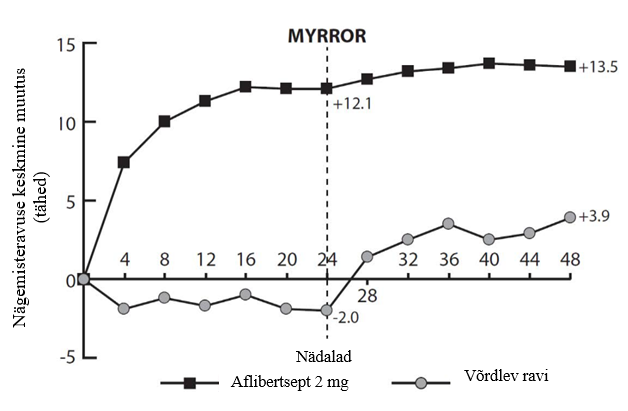 MYRROR
Nägemisteravuse keskmine muutus
(tähed)
15
10
5
0
-5
4 8 12 16 20 24 28 32 36 40 44 48
+12.1
+13.5
-2.0
+3.9
Nädalad
Aflibertsept 2 mg
Võrdlev ravi